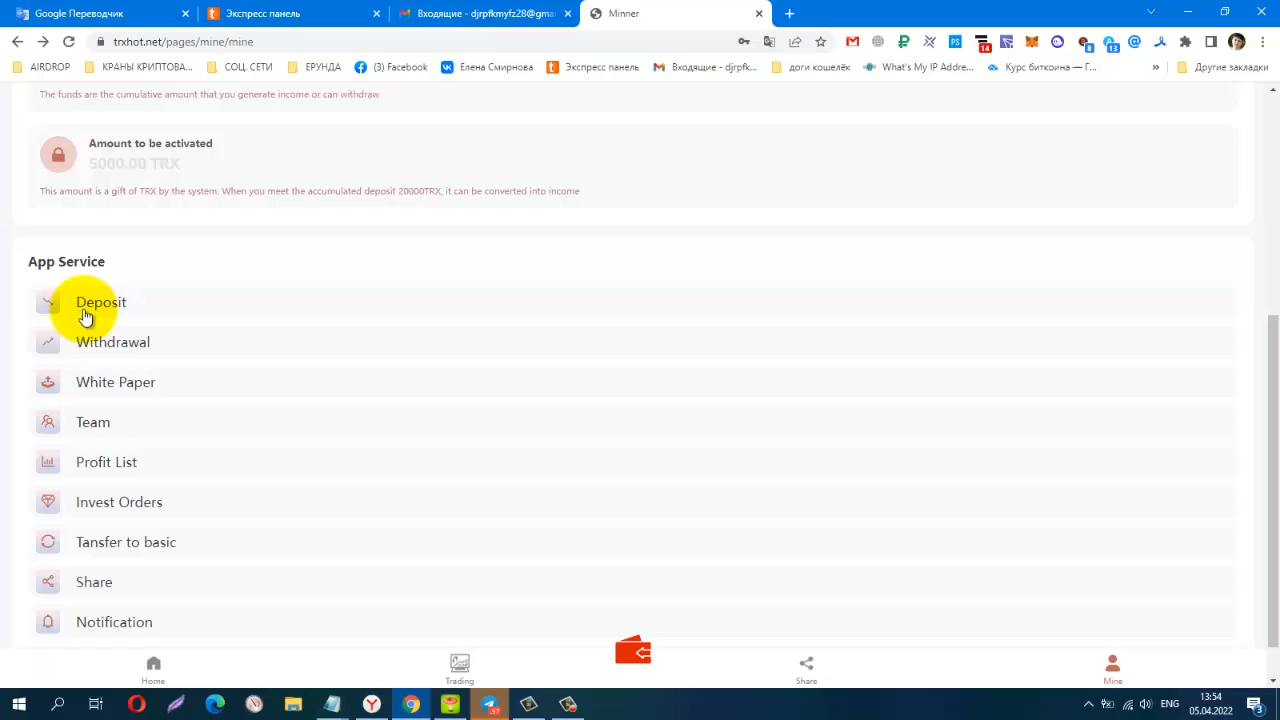 Google Переводчик
Экспресс панель
Входящие - djrpfkmyfz28@gma
Minner
trxhot.net/pages/mine/mine
14
8
13
AIRDROP
КРАНЫ КРИПТОВА...
СОЦ. СЕТИ
ЕРУНДА
(3) Facebook
Елена Смирнова
Экспресс панель
Входящие - djrpfk...
доги кошелёк
What's My IP Addre...
Курс биткоина — Г...
»
Другие закладки
The funds are the cumulative amount that you generate income or can withdraw
Amount to be activated
5000.00 TRX
This amount is a gift of TRX by the system. When you meet the accumulated deposit 20000TRX, it can be converted into income
App Service
Deposit
Withdrawal
White Paper
Team
Profit List
Invest Orders
Tansfer to basic
Share
Notification
Home
Trading
Share
Mine
ENG
13:54
05.04.2022
3